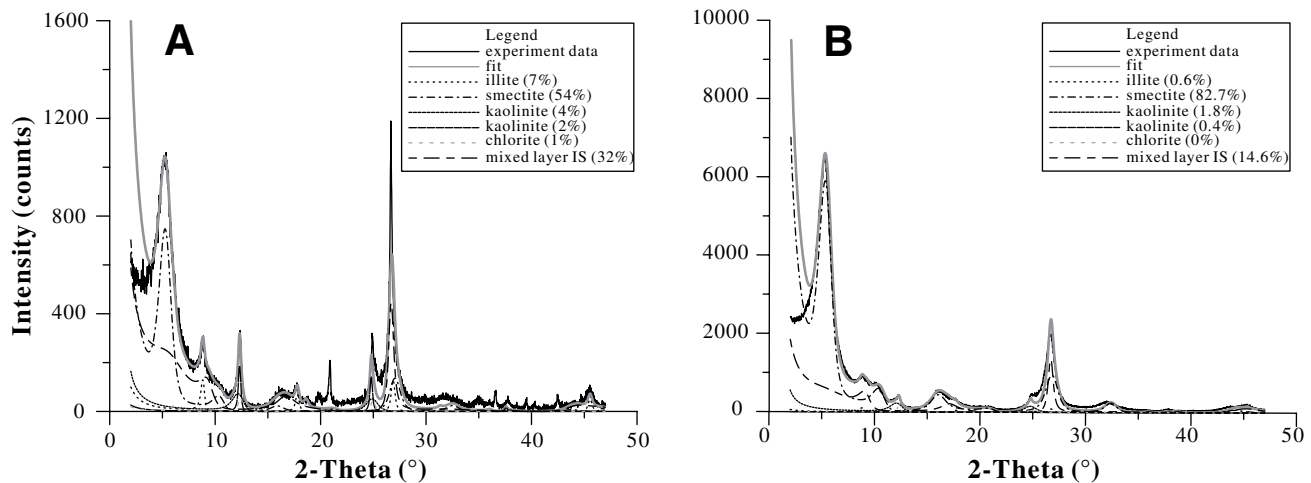 A
Intensity (counts)
1600
1200
800
400
0
0 10 20 30 40 50
2-Theta (°)
Legend
experiment data
fit
illite (7%)
smectite (54%)
kaolinite (4%)
kaolinite (2%)
chlorite (1%)
mixed layer IS (32%)
B
10000
8000
6000
4000
2000
0
0 10 20 30 40 50
2-Theta (°)
Legend
experiment data
fit
illite (0.6%)
smectite (82.7%)
kaolinite (1.8%)
kaolinite (0.4%)
chlorite (0%)
mixed layer IS (14.6%)